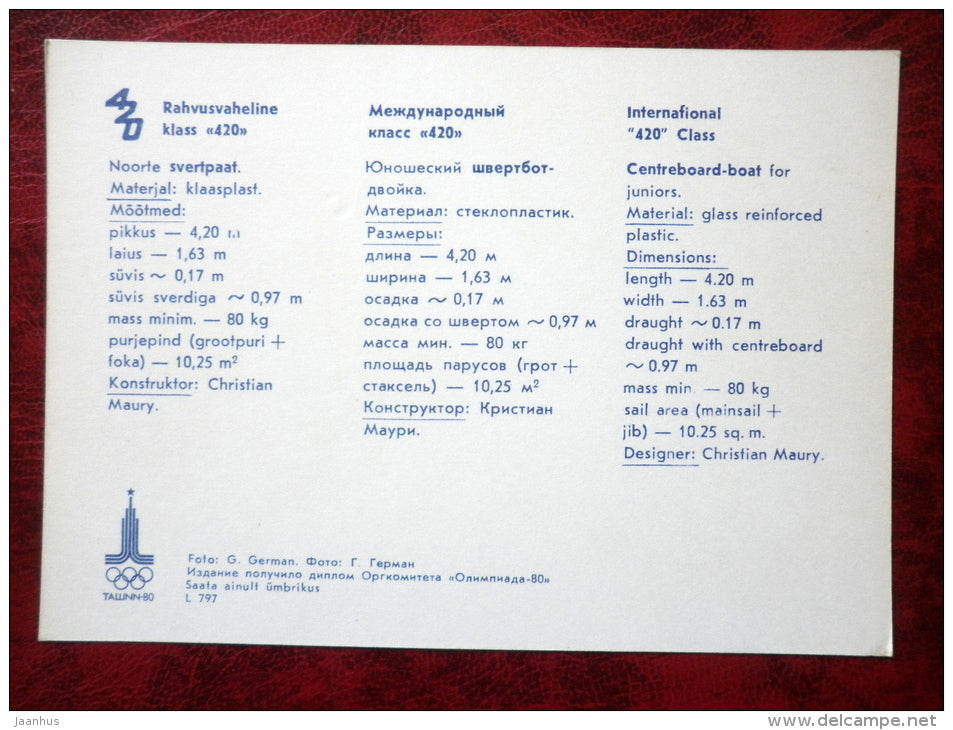 420
Rahvusvaheline
klass «420»
Noorte svertpaat.
Materjal: klaasplast.
Mõõtmed:
pikkus — 4,20 m
laius — 1,63 m
süvis ~ 0,17 m
süvis sverdiga ~ 0,97 m
mass minim. — 80 kg
purjepind (grootpuri +
foka) — 10,25 m²
Konstruktor: Christian
Maury.
Международный
класс «420»
Юношеский швертбот-
двойка.
Материал: стеклопластик.
Размеры:
длина — 4,20 м
ширина — 1,63 м
осадка ~ 0,17 м
осадка со швертом ~ 0,97 м
масса мин. — 80 кг
площадь парусов (грот +
стаксель) — 10,25 м²
Конструктор: Кристиан
Маури.
International
"420" Class
Centreboard-boat for
juniors.
Material: glass reinforced
plastic.
Dimensions:
length — 4.20 m
width — 1.63 m
draught ~ 0.17 m
draught with centreboard
~ 0.97 m
mass min. — 80 kg
sail area (mainsail +
jib) — 10.25 sq. m.
Designer: Christian Maury.
TALLINN-80
Foto: G. German. Фото: Г. Герман
Издание получило диплом Оргкомитета «Олимпиада-80»
Saata ainult ümbrikus
L 797
Jaanhus
www.delcampe.net